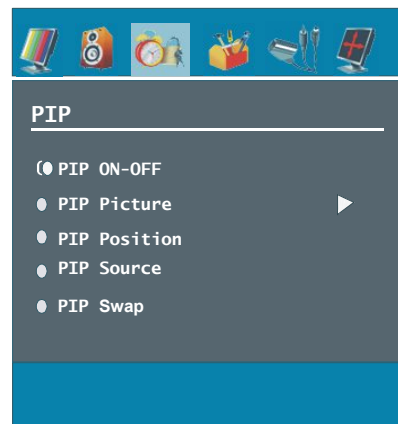 PIP
PIP ON-OFF
PIP Picture
PIP Position
PIP Source
PIP Swap